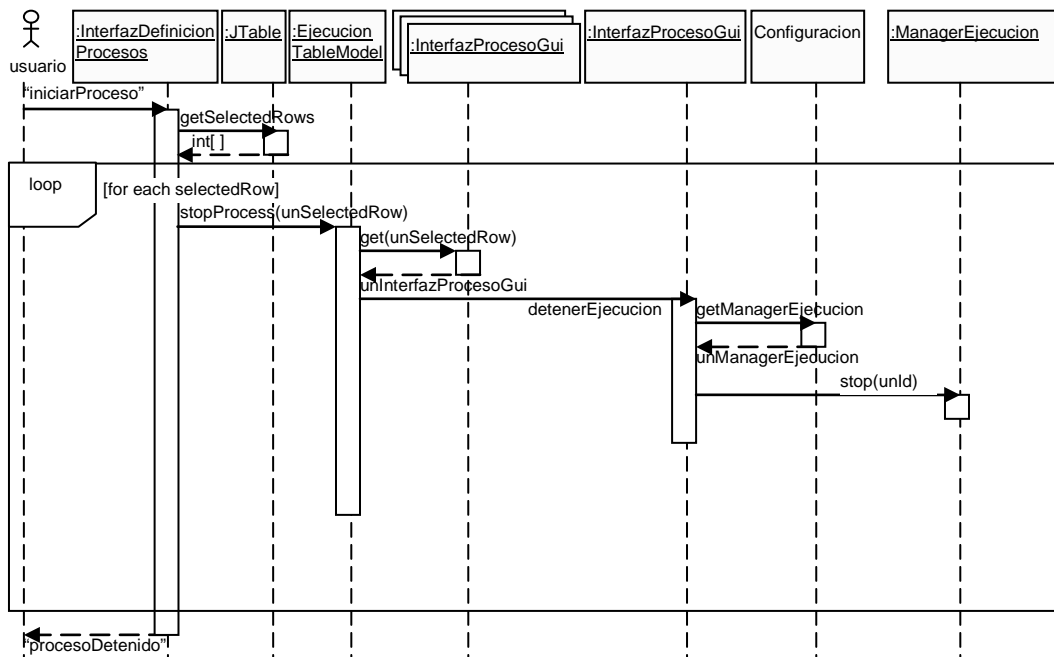 usuario
:InterfazDefinicion
Procesos
:JTable
:Ejecucion
TableModel
:InterfazProcesoGui
:InterfazProcesoGui
Configuracion
:ManagerEjecucion
“iniciarProceso”
getSelectedRows
int[ ]
loop
[for each selectedRow]
stopProcess(unSelectedRow)
get(unSelectedRow)
unInterfazProcesoGui
detenerEjecucion
getManagerEjecucion
unManagerEjecucion
stop(unId)
“procesoDetenido”